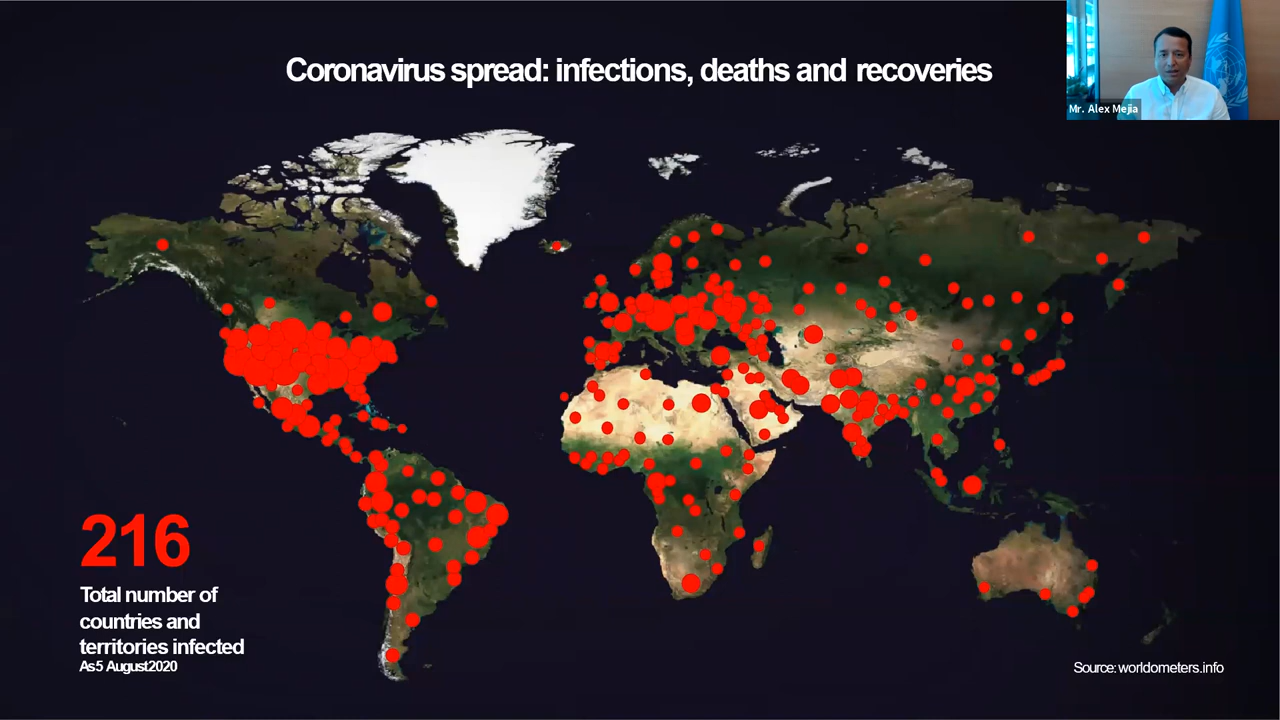 Coronavirus spread: infections, deaths and recoveries
Mr. Alex Mejia
216
Total number of
countries and
territories infected
As5 August2020
Source: worldometers.info